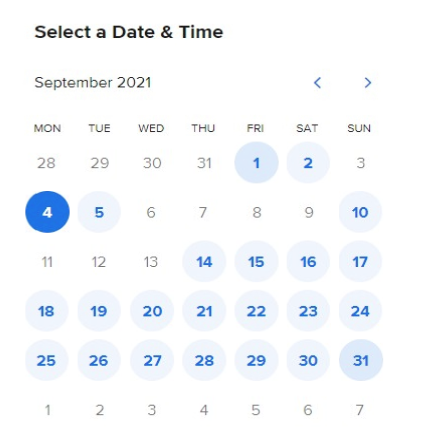 Select a Date & Time
September 2021
MON TUE WED THU FRI SAT SUN
28 29 30 31 1 2 3
4 5 6 7 8 9 10
11 12 13 14 15 16 17
18 19 20 21 22 23 24
25 26 27 28 29 30 31
1 2 3 4 5 6 7